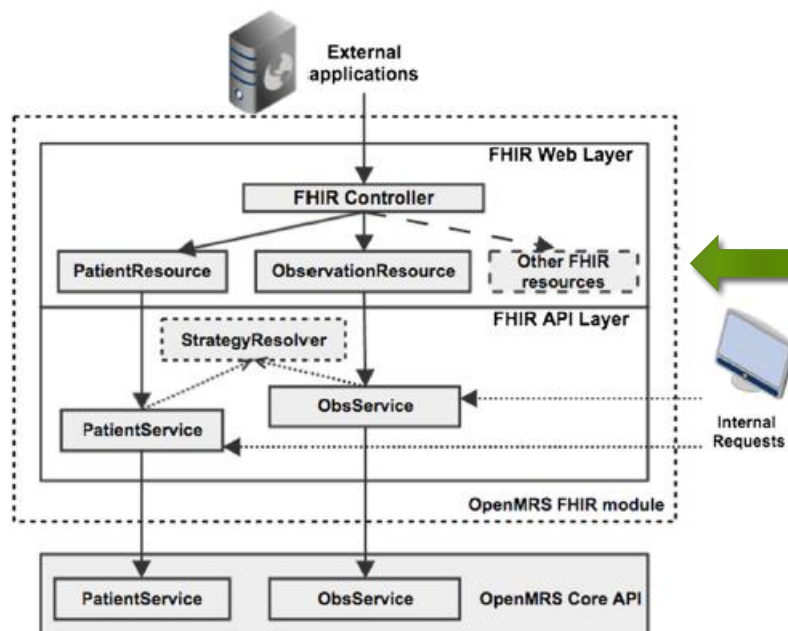 External
applications
FHIR Web Layer
FHIR Controller
PatientResource
ObservationResource
Other FHIR
resources
FHIR API Layer
StrategyResolver
ObsService
PatientService
Internal
Requests
OpenMRS FHIR module
PatientService
ObsService
OpenMRS Core API